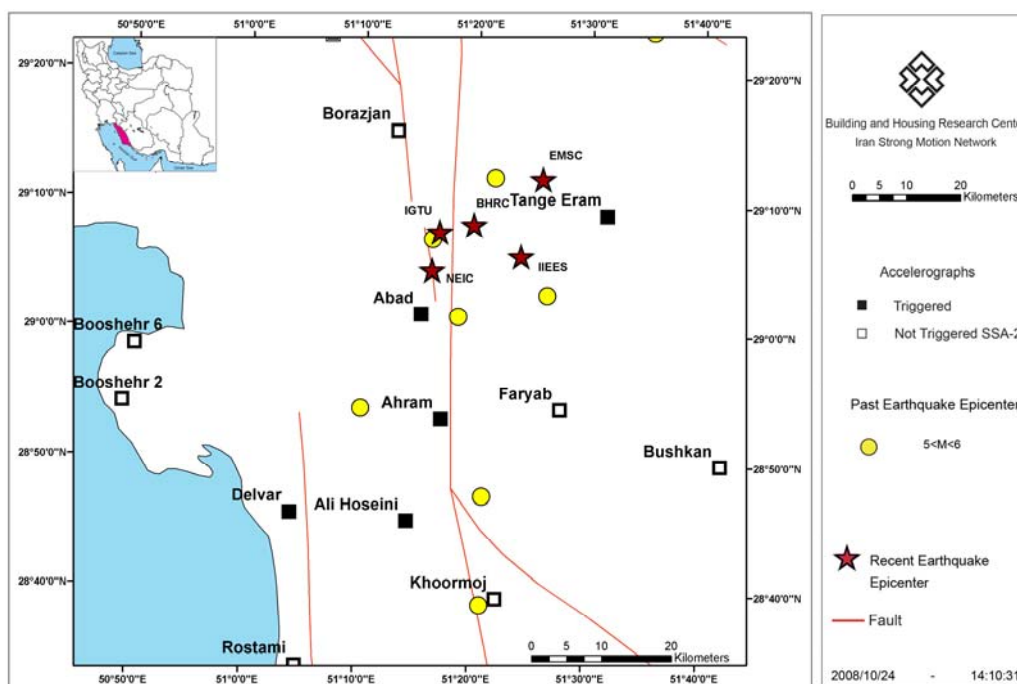 50°50'0"E
51°0'0"E
51°10'0"E
51°20'0"E
51°30'0"E
51°40'0"E
29°20'0"N
29°20'0"N
Borazjan
EMSC
29°10'0"N
Tange Eram
29°10'0"N
IGTU
BHRC
IIEES
NEIC
Abad
29°0'0"N
29°0'0"N
Booshehr 6
Booshehr 2
Ahram
Faryab
28°50'0"N
28°50'0"N
Bushkan
Delvar
Ali Hoseini
28°40'0"N
28°40'0"N
Khoormoj
Rostami
0 5 10 20
Kilometers
50°50'0"E
51°0'0"E
51°10'0"E
51°20'0"E
51°30'0"E
51°40'0"E
Building and Housing Research Cente
Iran Strong Motion Network
0 5 10 20
Kilometers
Accelerographs
Triggered
Not Triggered SSA-2
Past Earthquake Epicenter
5<M<6
Recent Earthquake
Epicenter
Fault
2008/10/24 - 14:10:31